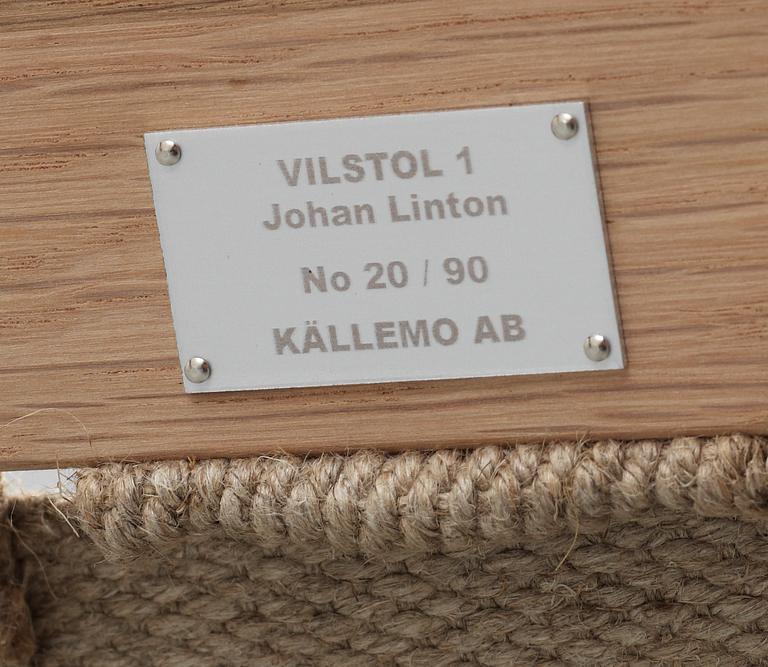 VILSTOL 1
Johan Linton
No 20 / 90
KÄLLEMO AB